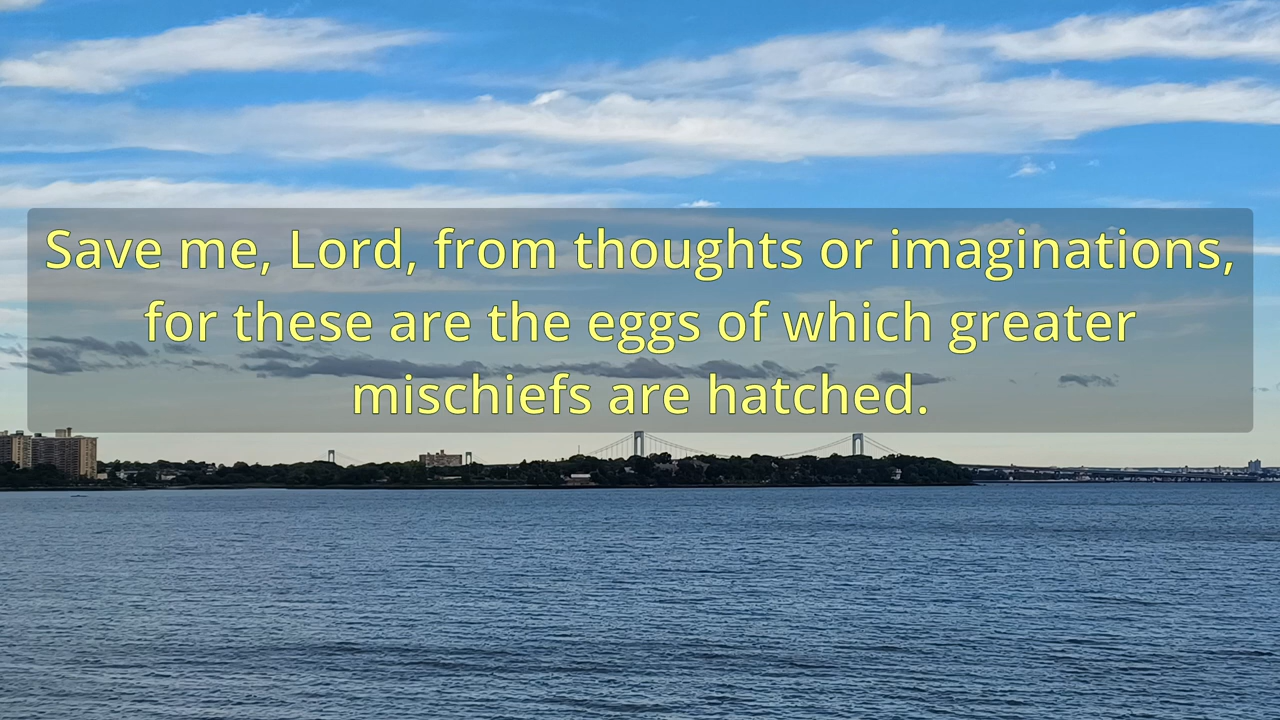 Save me, Lord, from thoughts or imaginations,
for these are the eggs of which greater
mischiefs are hatched.